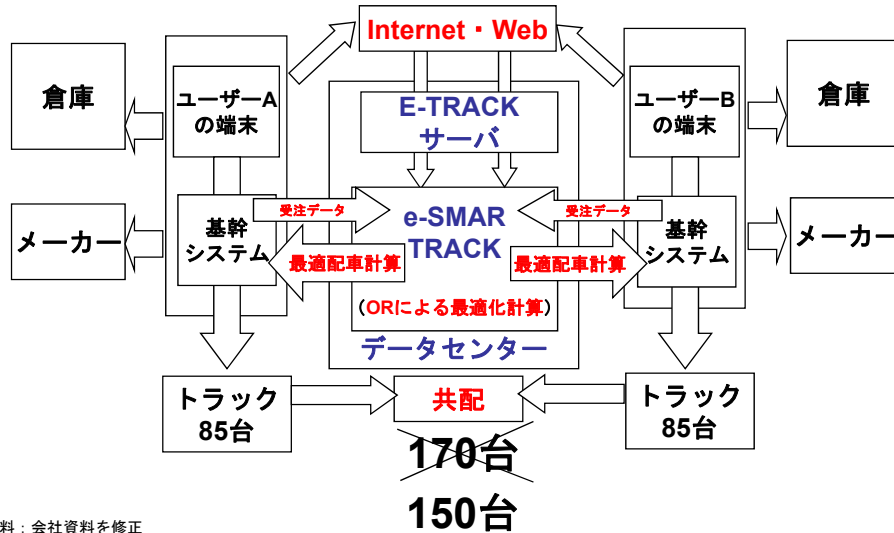 Internet・Web
倉庫
ユーザーA
の端末
E-TRACK
サーバ
ユーザーB
の端末
倉庫
メーカー
基幹
システム
受注データ
e-SMAR
TRACK
受注データ
基幹
システム
メーカー
最適配車計算
最適配車計算
(ORによる最適化計算)
データセンター
トラック
85台
共配
トラック
85台
170台
150台
料：会社資料を修正